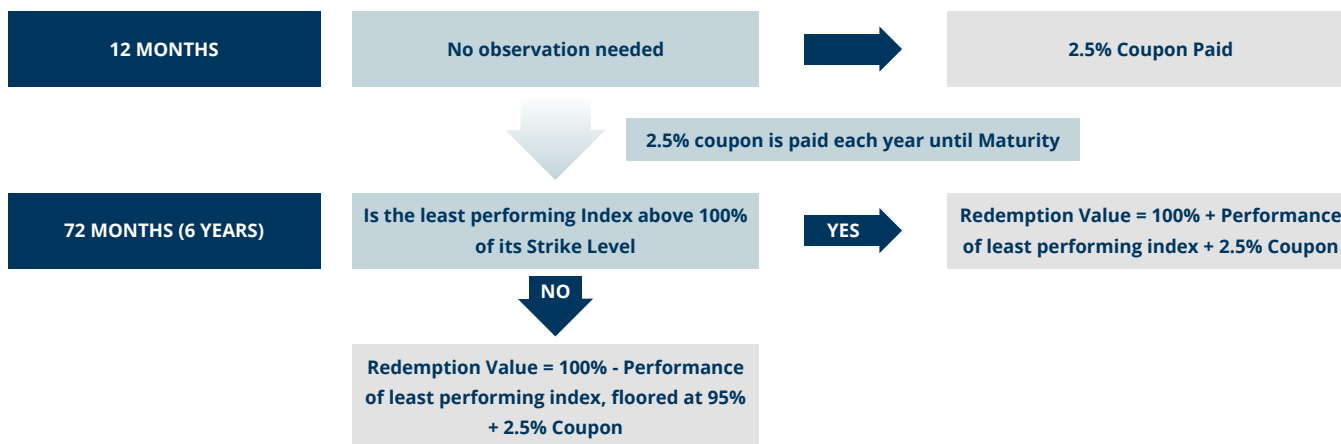 12 MONTHS
No observation needed
2.5% Coupon Paid
2.5% coupon is paid each year until Maturity
72 MONTHS (6 YEARS)
Is the least performing Index above 100%
of its Strike Level
YES
Redemption Value = 100% + Performance
of least performing index + 2.5% Coupon
NO
Redemption Value = 100% - Performance
of least performing index, floored at 95%
+ 2.5% Coupon